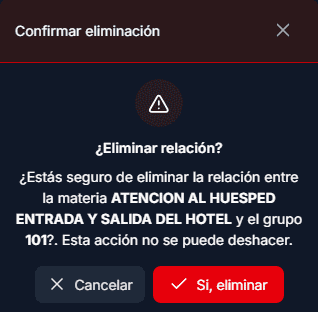 Confirmar eliminación
¿Eliminar relación?
¿Estás seguro de eliminar la relación entre
la materia ATENCION AL HUESPED
ENTRADA Y SALIDA DEL HOTEL y el grupo
101?. Esta acción no se puede deshacer.
Cancelar
Si, eliminar